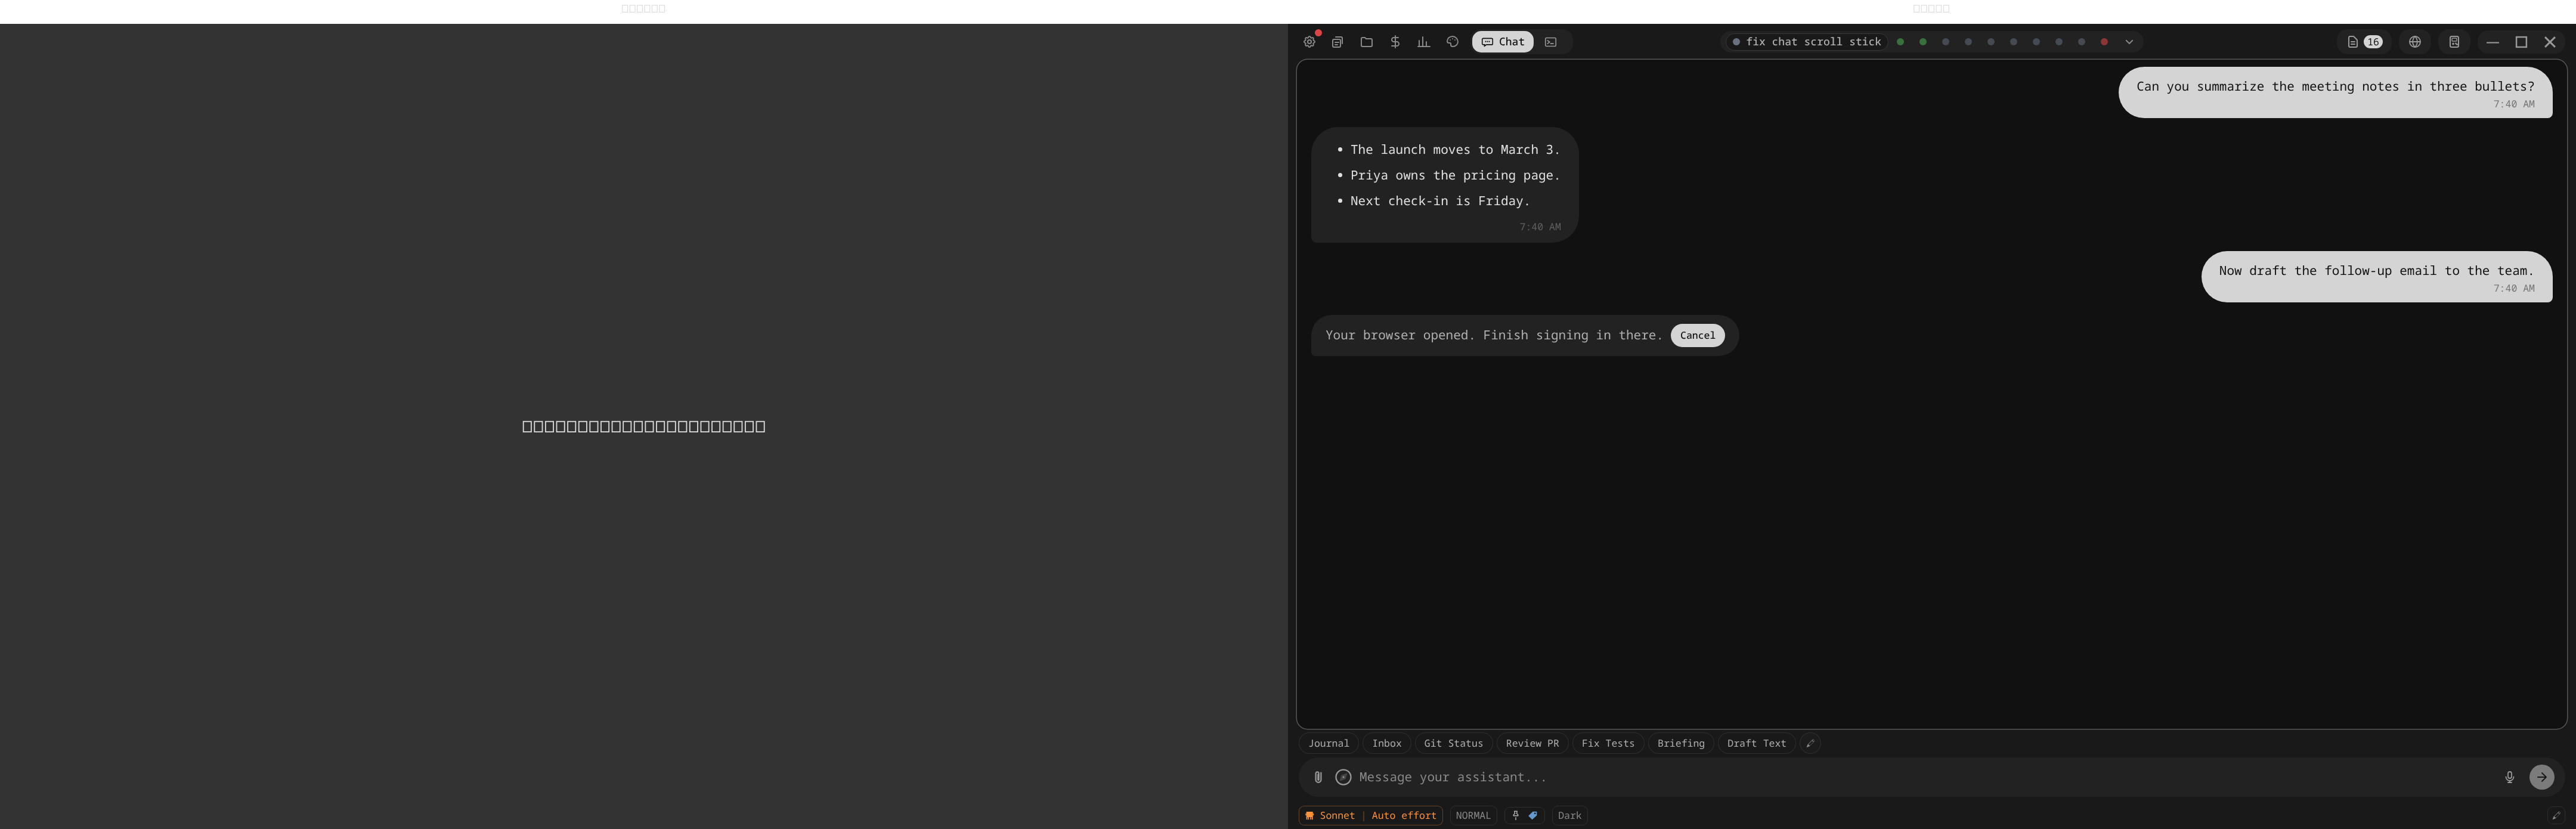 Chat
fix chat scroll stick
16
Can you summarize the meeting notes in three bullets?
7:40 AM
• The launch moves to March 3.
• Priya owns the pricing page.
• Next check-in is Friday.
7:40 AM
Now draft the follow-up email to the team.
7:40 AM
Your browser opened. Finish signing in there. Cancel
Journal Inbox Git Status Review PR Fix Tests Briefing Draft Text
Message your assistant...
Sonnet | Auto effort NORMAL Dark